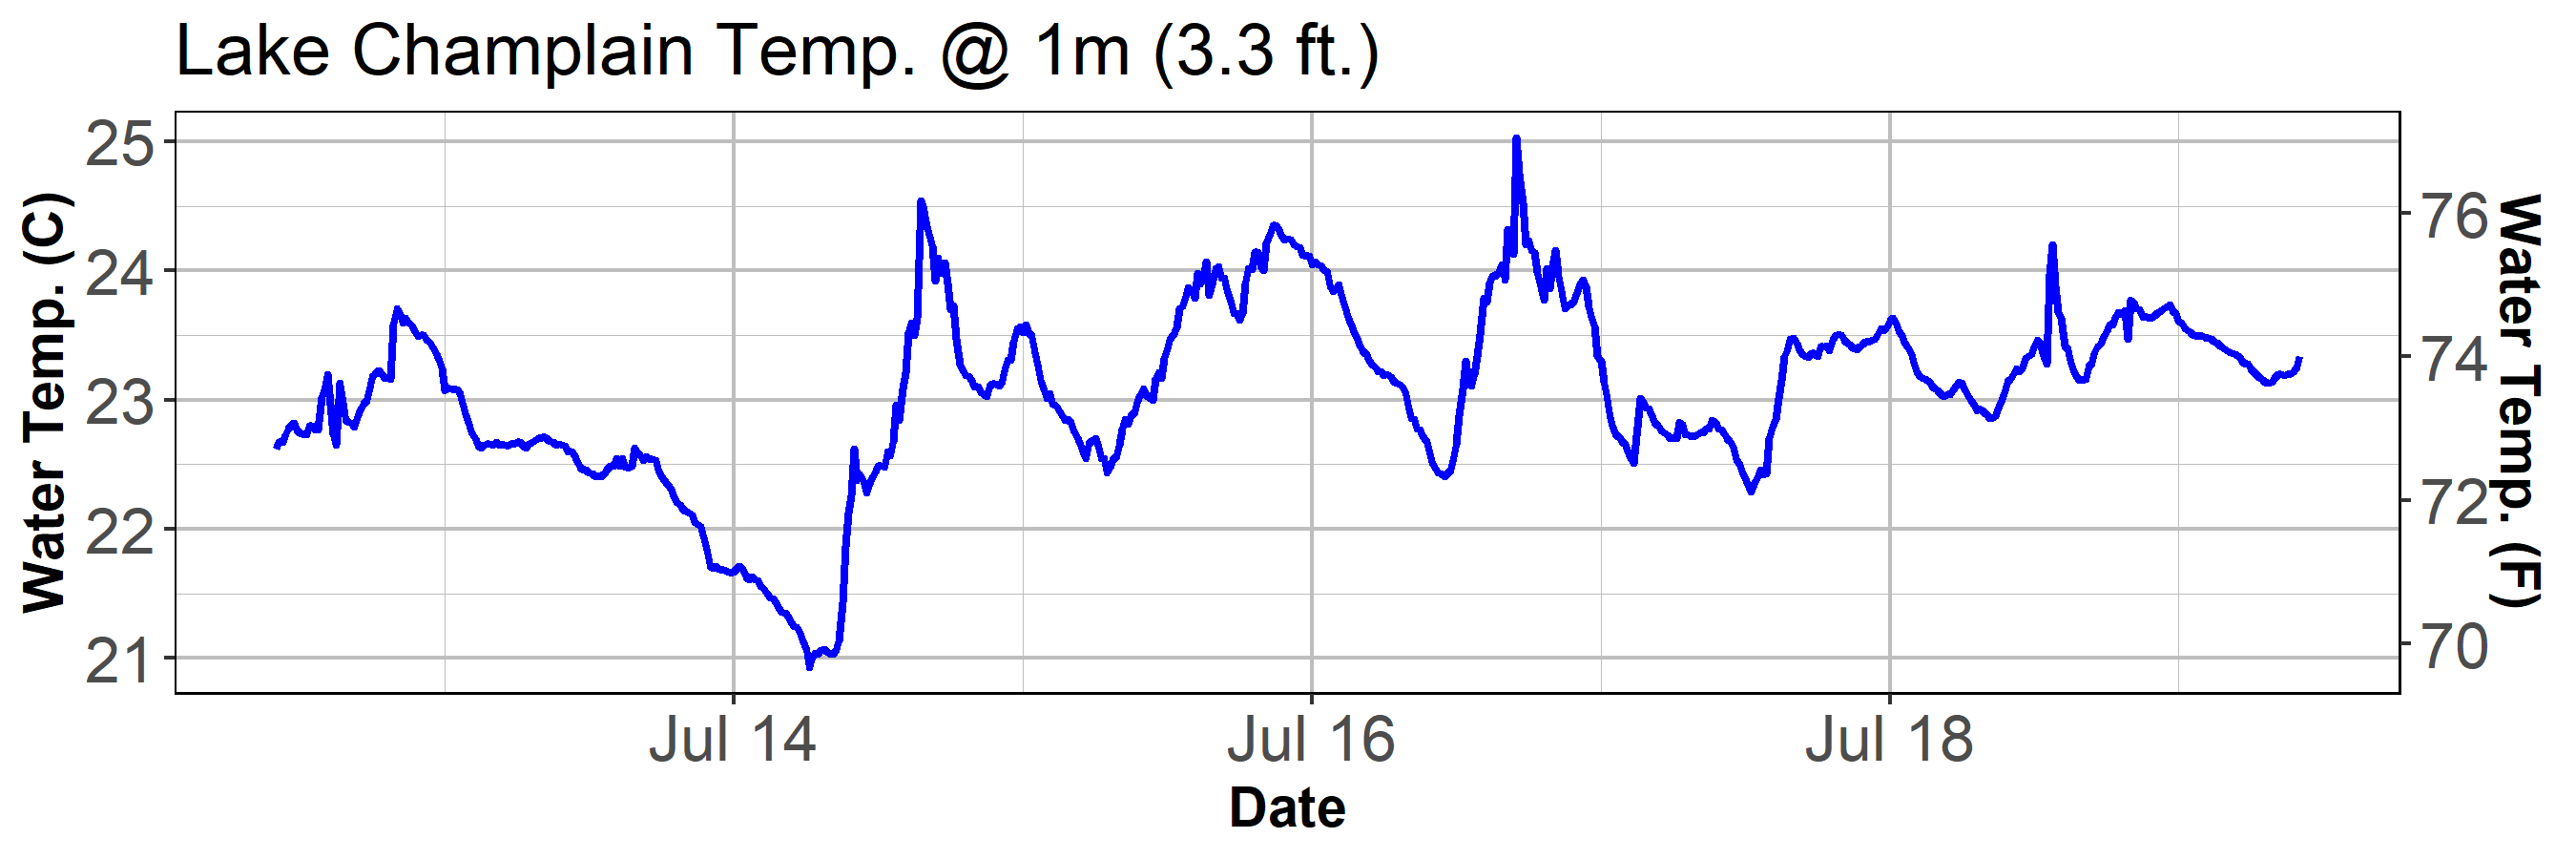 Lake Champlain Temp. @ 1m (3.3 ft.)
Water Temp. (C)
25
24
23
22
21
76
74
72
70
Water Temp. (F)
Jul 14
Jul 16
Jul 18
Date